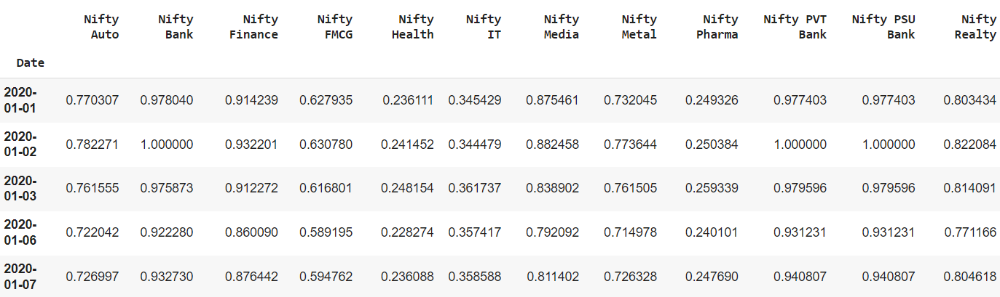 Nifty Nifty Nifty Nifty Nifty Nifty Nifty Nifty Nifty Nifty PVT Nifty PSU Nifty
Auto Bank Finance FMCG Health IT Media Metal Pharma Bank Bank Realty
Date
2020-
01-01 0.770307 0.978040 0.914239 0.627935 0.236111 0.345429 0.875461 0.732045 0.249326 0.977403 0.977403 0.803434
2020-
01-02 0.782271 1.000000 0.932201 0.630780 0.241452 0.344479 0.882458 0.773644 0.250384 1.000000 1.000000 0.822084
2020-
01-03 0.761555 0.975873 0.912272 0.616801 0.248154 0.361737 0.838902 0.761505 0.259339 0.979596 0.979596 0.814091
2020-
01-06 0.722042 0.922280 0.860090 0.589195 0.228274 0.357417 0.792092 0.714978 0.240101 0.931231 0.931231 0.771166
2020-
01-07 0.726997 0.932730 0.876442 0.594762 0.236088 0.358588 0.811402 0.726328 0.247690 0.940807 0.940807 0.804618